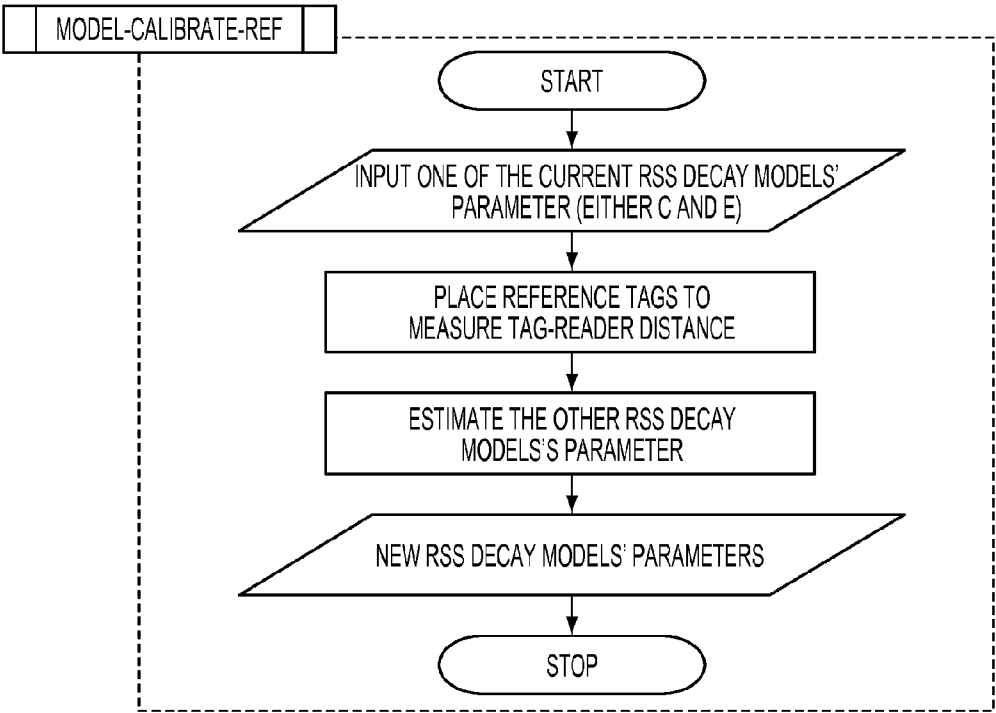 MODEL-CALIBRATE-REF
START
INPUT ONE OF THE CURRENT RSS DECAY MODELS'
PARAMETER (EITHER C AND E)
PLACE REFERENCE TAGS TO
MEASURE TAG-READER DISTANCE
ESTIMATE THE OTHER RSS DECAY
MODELS'S PARAMETER
NEW RSS DECAY MODELS' PARAMETERS
STOP